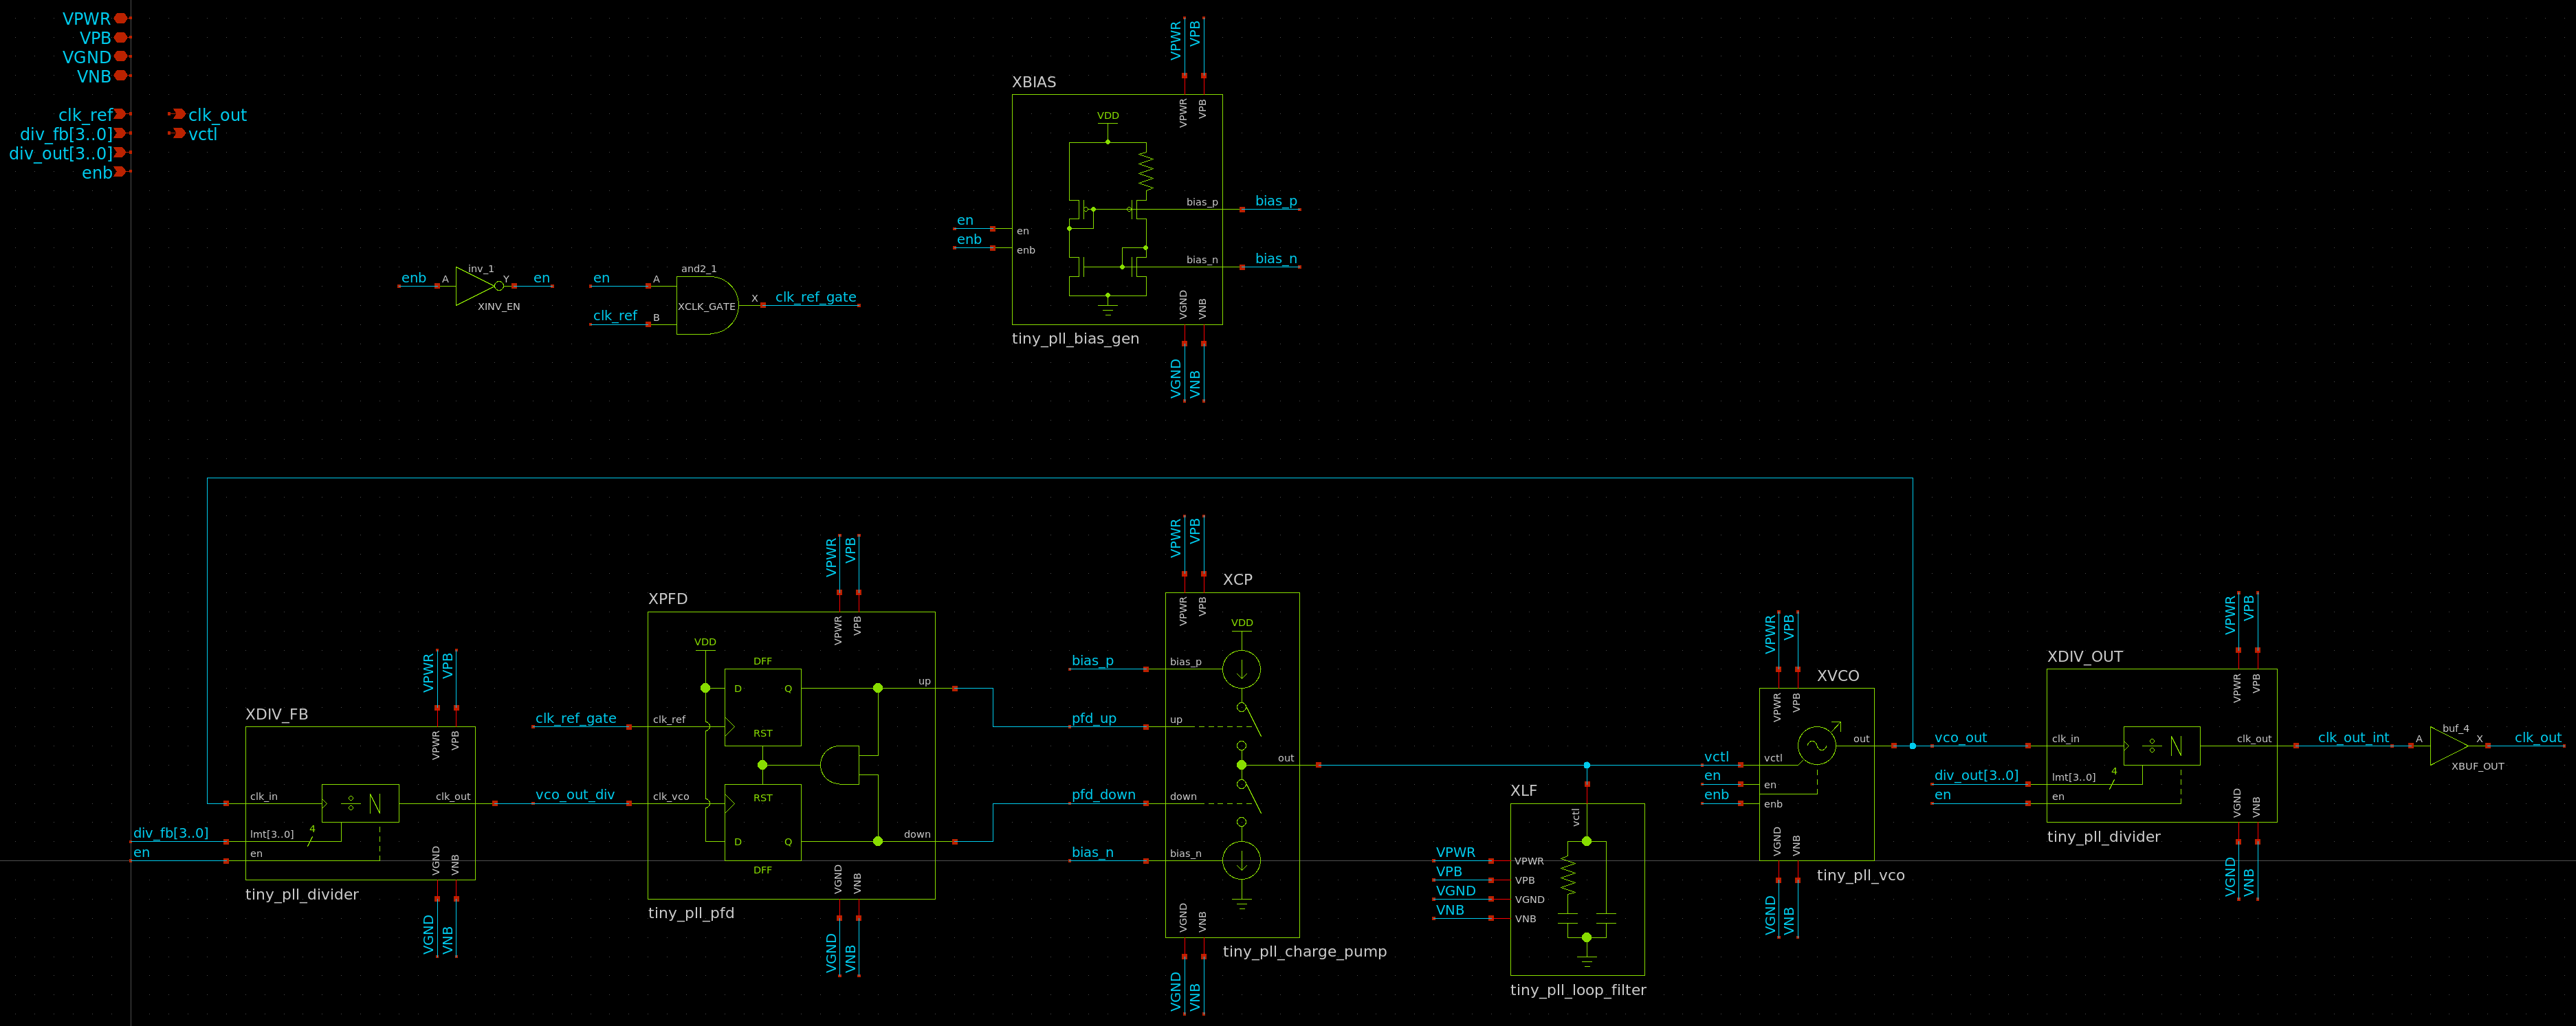 VPWR
VPB
VGND
VNB
clk_ref
div_fb[3..0]
div_out[3..0]
enb
clk_out
vctl
enb
A
inv_1
Y
en
XINV_EN
en
A
clk_ref
B
and2_1
XCLK_GATE
X
clk_ref_gate
VPWR
VPB
XBIAS
VPWR
VPB
VDD
en
en
enb
enb
bias_p
bias_p
bias_n
bias_n
VGND
VNB
tiny_pll_bias_gen
VGND
VNB
VPWR
VPB
XDIV_FB
VPWR
VPB
clk_in
÷ N
clk_out
div_fb[3..0]
lmt[3..0]
4
en
en
VGND
VNB
tiny_pll_divider
VGND
VNB
VPWR
VPB
XPFD
VPWR
VPB
VDD
DFF
D
Q
up
clk_ref_gate
clk_ref
RST
vco_out_div
clk_vco
RST
D
Q
down
DFF
VGND
VNB
tiny_pll_pfd
VGND
VNB
VPWR
VPB
XCP
VPWR
VPB
VDD
bias_p
bias_p
pfd_up
up
out
pfd_down
down
bias_n
bias_n
VGND
VNB
tiny_pll_charge_pump
VGND
VNB
XLF
vctl
VPWR
VPWR
VPB
VPB
VGND
VGND
VNB
VNB
tiny_pll_loop_filter
VPWR
VPB
XVCO
VPWR
VPB
out
vctl
vctl
en
en
enb
enb
VGND
VNB
tiny_pll_vco
VGND
VNB
VPWR
VPB
XDIV_OUT
VPWR
VPB
vco_out
clk_in
÷ N
clk_out
div_out[3..0]
lmt[3..0]
4
en
en
VGND
VNB
tiny_pll_divider
VGND
VNB
clk_out_int
A
buf_4
X
clk_out
XBUF_OUT